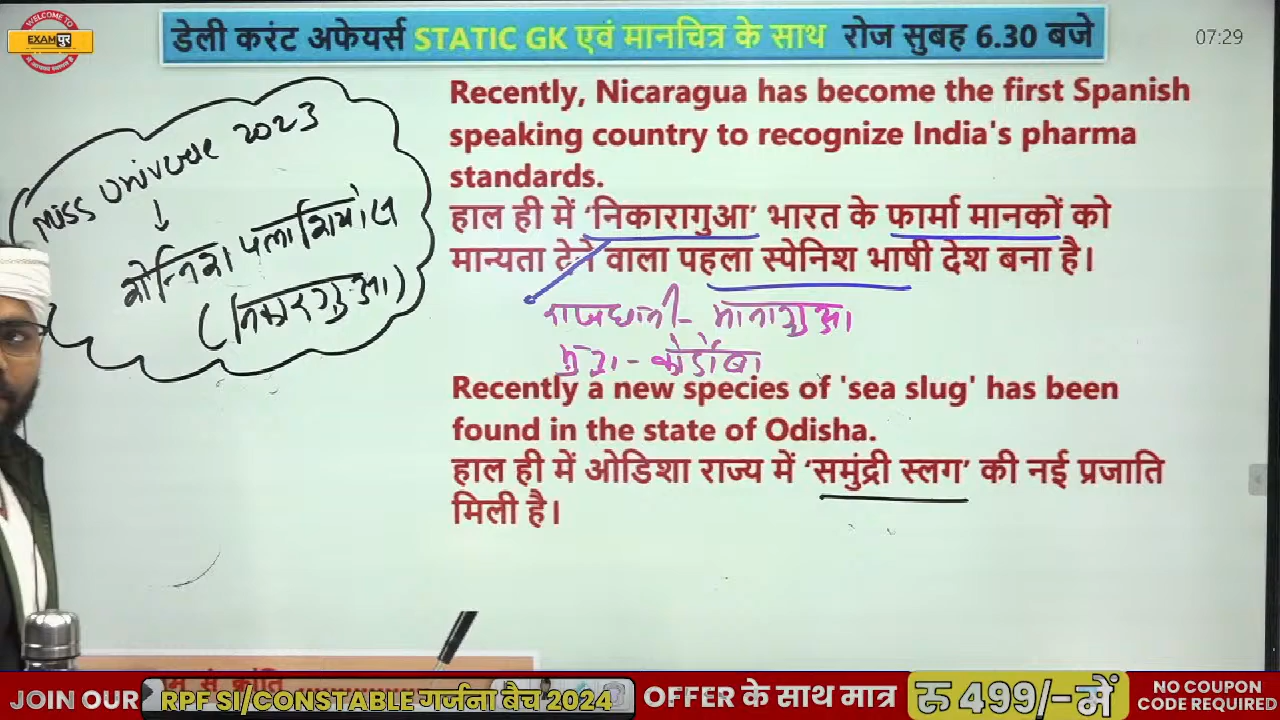 WELCOME TO
EXAMपुर
डेली करंट अफेयर्स STATIC GK एवं मानचित्र के साथ रोज सुबह 6.30 बजे
07:29
Miss Universe 2023
शेन्निश पलाशियोस
(निकारागुआ)
Recently, Nicaragua has become the first Spanish
speaking country to recognize India's pharma
standards.
हाल ही में ‘निकारागुआ’ भारत के फार्मा मानकों को
मान्यता देने वाला पहला स्पेनिश भाषी देश बना है।
राजधानी- मानागुआ
मुद्रा - कोर्डोबा
Recently a new species of 'sea slug' has been
found in the state of Odisha.
हाल ही में ओडिशा राज्य में ‘समुंद्री स्लग’ की नई प्रजाति
मिली है।
JOIN OUR RPF SI/CONSTABLE गर्जना बैच 2024 OFFER के साथ मात्र रु 499/- में
NO COUPON
CODE REQUIRED